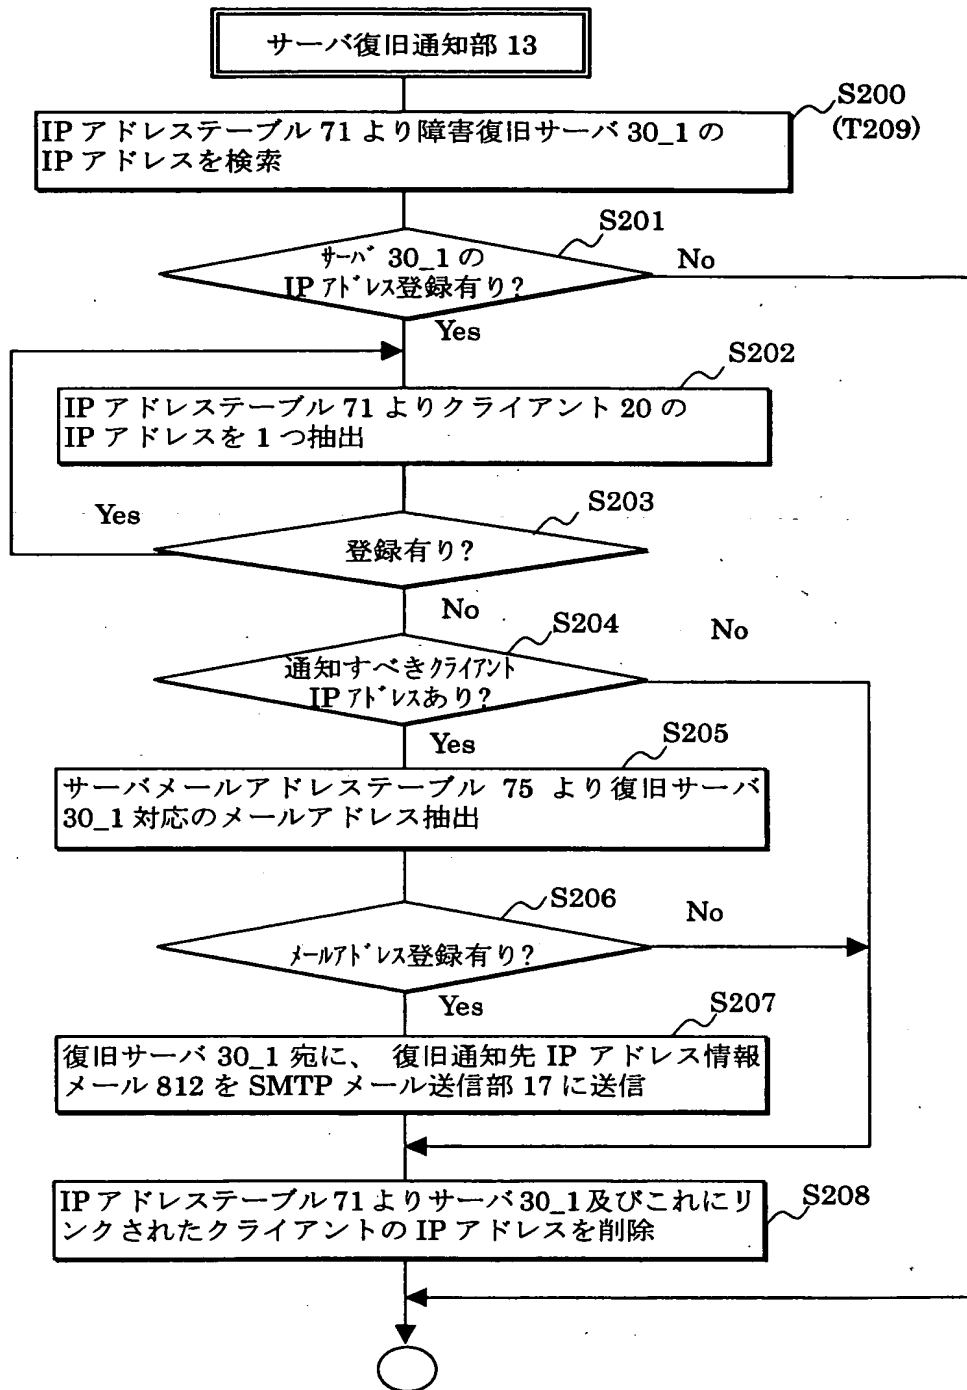 サーバ復旧通知部 13
S200
(T209)
IP アドレステーブル 71 より障害復旧サーバ 30_1 の
IP アドレスを検索
S201
ｻｰﾊﾞ 30_1 の
IP ｱﾄﾞﾚｽ登録有り?
No
Yes
S202
IP アドレステーブル 71 よりクライアント 20 の
IP アドレスを 1 つ抽出
S203
Yes
登録有り?
No
S204
No
通知すべきｸﾗｲｱﾝﾄ
IP ｱﾄﾞﾚｽあり?
Yes
S205
サーバメールアドレステーブル 75 より復旧サーバ
30_1 対応のメールアドレス抽出
S206
No
ﾒｰﾙｱﾄﾞﾚｽ登録有り?
Yes
S207
復旧サーバ 30_1 宛に、 復旧通知先 IP アドレス情報
メール 812 を SMTP メール送信部 17 に送信
IP アドレステーブル 71 よりサーバ 30_1 及びこれにリ
ンクされたクライアントの IP アドレスを削除
S208